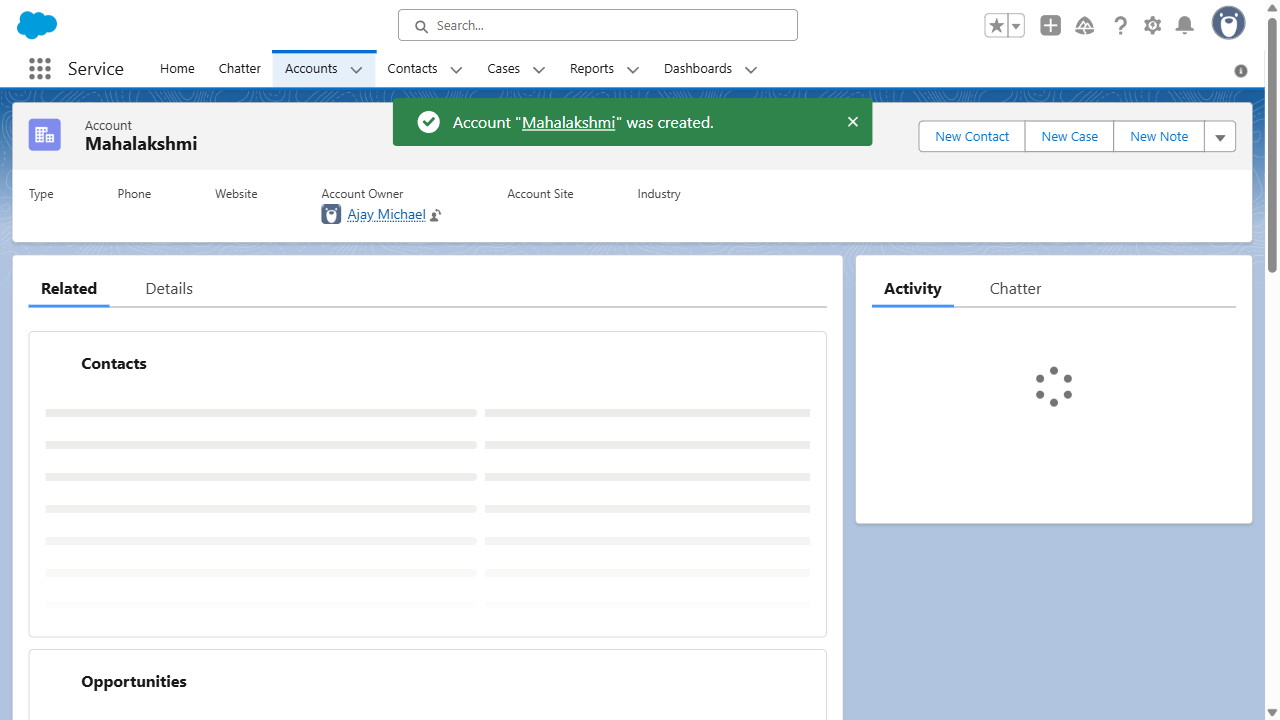 Search...
Service
Home
Chatter
Accounts
Contacts
Cases
Reports
Dashboards
Account "Mahalakshmi" was created.
Account
Mahalakshmi
New Contact
New Case
New Note
Type
Phone
Website
Account Owner
Account Site
Industry
Ajay Michael
Related
Details
Activity
Chatter
Contacts
Opportunities